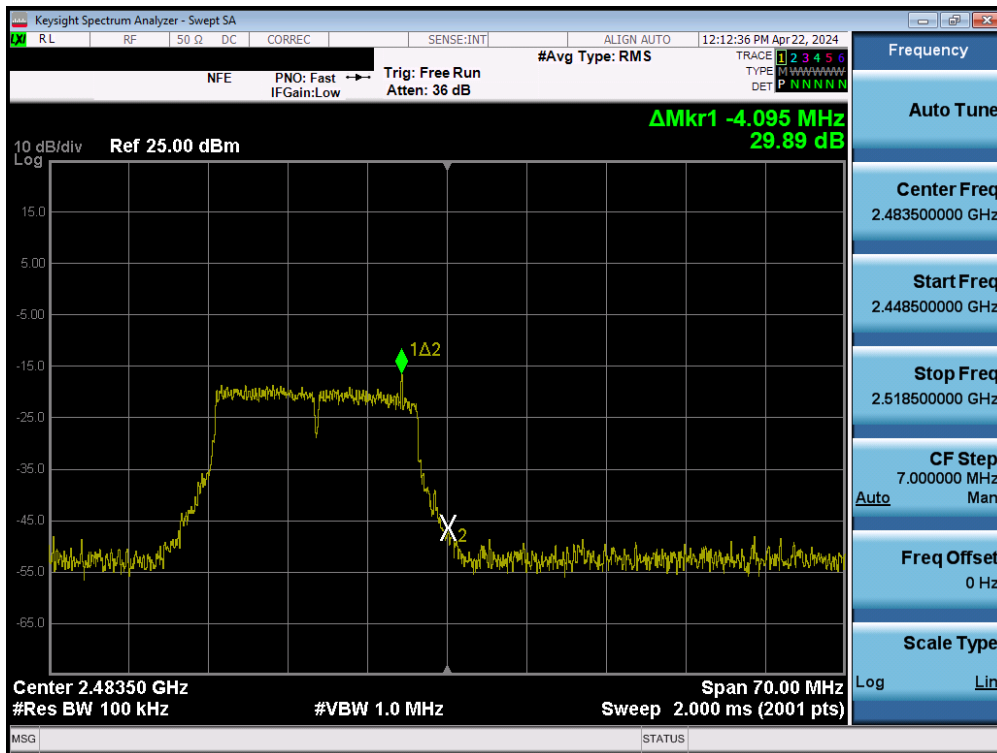 Keysight Spectrum Analyzer - Swept SA
LXI RL RF 50 Ω DC CORREC SENSE:INT ALIGN AUTO 12:12:36 PM Apr 22, 2024
#Avg Type: RMS
TRACE 1 2 3 4 5 6
NFE PNO: Fast Trig: Free Run
TYPE M WWWWW
IFGain:Low Atten: 36 dB
DET P N N N N N
ΔMkr1 -4.095 MHz
29.89 dB
10 dB/div Ref 25.00 dBm
Log
15.0
5.00
-5.00
-15.0
-25.0
-35.0
-45.0
-55.0
-65.0
1Δ2
X2
Center 2.48350 GHz Span 70.00 MHz
#Res BW 100 kHz #VBW 1.0 MHz Sweep 2.000 ms (2001 pts)
MSG STATUS
Frequency
Auto Tune
Center Freq
2.483500000 GHz
Start Freq
2.448500000 GHz
Stop Freq
2.518500000 GHz
CF Step
7.000000 MHz
Auto Man
Freq Offset
0 Hz
Scale Type
Log Lin